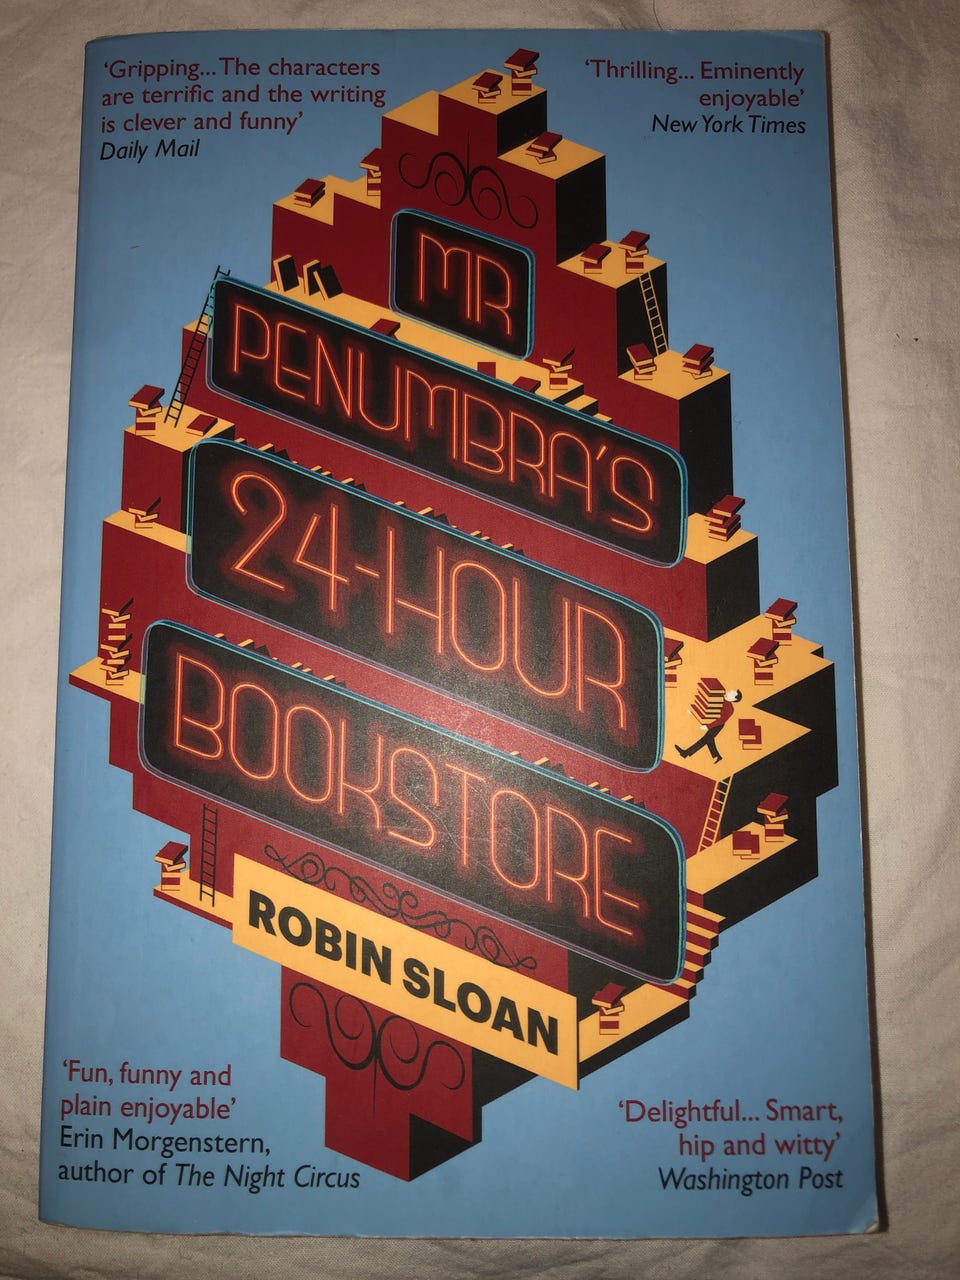 ‘Gripping... The characters
are terrific and the writing
is clever and funny’
Daily Mail
‘Thrilling... Eminently
enjoyable’
New York Times
MR
PENUMBRA’S
24-HOUR
BOOKSTORE
ROBIN SLOAN
‘Fun, funny and
plain enjoyable’
Erin Morgenstern,
author of The Night Circus
‘Delightful... Smart,
hip and witty’
Washington Post